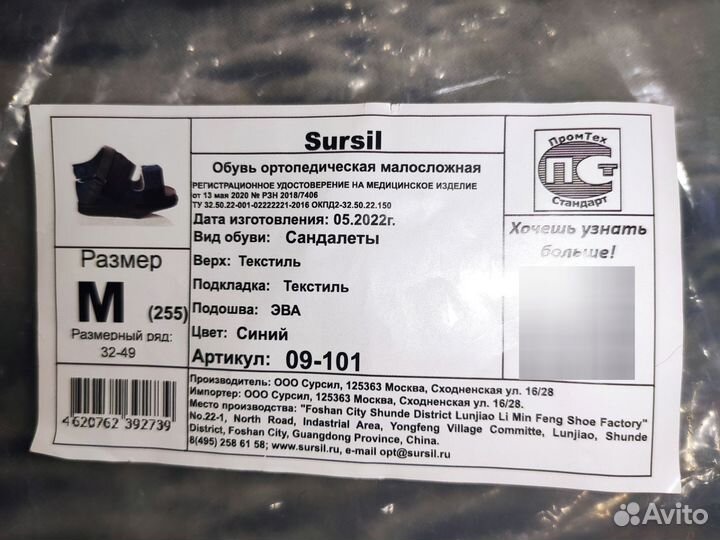 Sursil
Обувь ортопедическая малосложная
РЕГИСТРАЦИОННОЕ УДОСТОВЕРЕНИЕ НА МЕДИЦИНСКОЕ ИЗДЕЛИЕ
от 13 мая 2020 № РЗН 2018/7406
ТУ 32.50.22-001-02222221-2016 ОКПД2-32.50.22.150
Дата изготовления: 05.2022г.
Вид обуви: Сандалеты
Верх: Текстиль
Подкладка: Текстиль
Подошва: ЭВА
Цвет: Синий
Артикул: 09-101
Размер
M (255)
Размерный ряд:
32-49
ПромТех
ПСТ
Стандарт
Хочешь узнать
больше!
4620762 392739
Производитель: ООО Сурсил, 125363 Москва, Сходненская ул. 16/28
Импортер: ООО Сурсил, 125363 Москва, Сходненская ул. 16/28.
Место производства: "Foshan City Shunde District Lunjiao Li Min Feng Shoe Factory"
No.22-1, North Road, Indastrial Area, Yongfeng Village Committe, Lunjiao, Shunde
District, Foshan City, Guangdong Province, China.
8(495) 258 61 58; www.sursil.ru, e-mail opt@sursil.ru
Avito